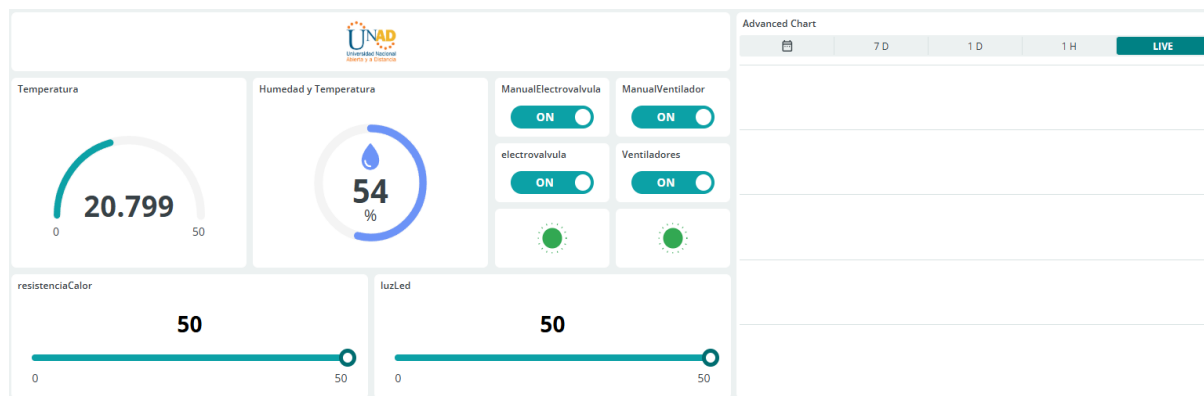 UNAD
Universidad Nacional
Abierta y a Distancia
Temperatura
20.799
0
50
Humedad y Temperatura
54
%
ManualElectrovalvula
ON
ManualVentilador
ON
electrovalvula
ON
Ventiladores
ON
resistenciaCalor
50
0
50
luzLed
50
0
50
Advanced Chart
7 D
1 D
1 H
LIVE